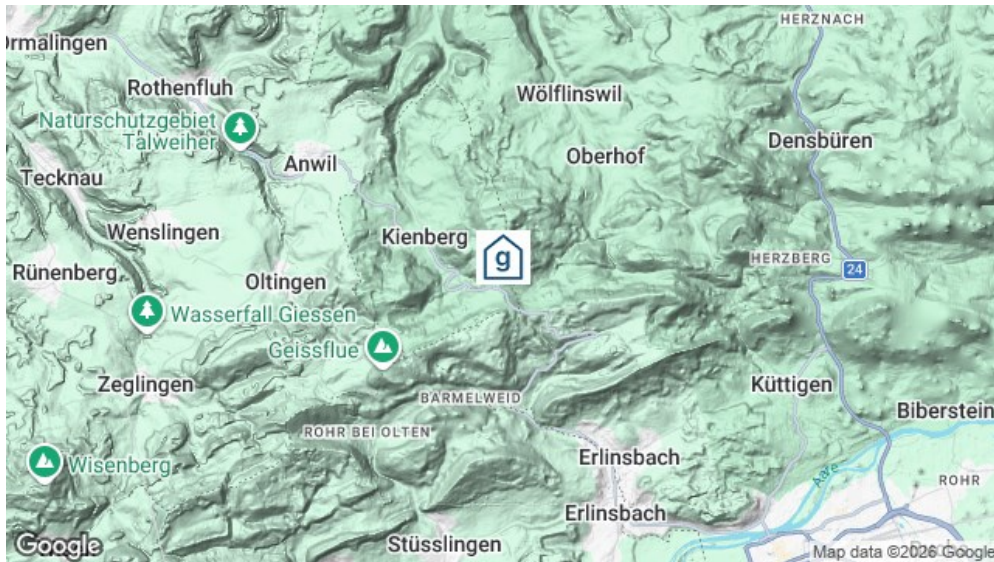 HERZNACH
Ormalingen
Rothenfluh
Wölflinswil
Naturschutzgebiet
Talweiher
Densbüren
Oberhof
Anwil
Tecknau
Wenslingen
Kienberg
g
HERZBERG
24
Rünenberg
Oltingen
Wasserfall Giessen
Geissflue
Zeglingen
BARMELWEID
Küttigen
Biberstein
ROHR BEI OLTEN
Erlinsbach
Wisenberg
Aare
ROHR
Erlinsbach
Stüsslingen
Google
Map data ©2026 Google